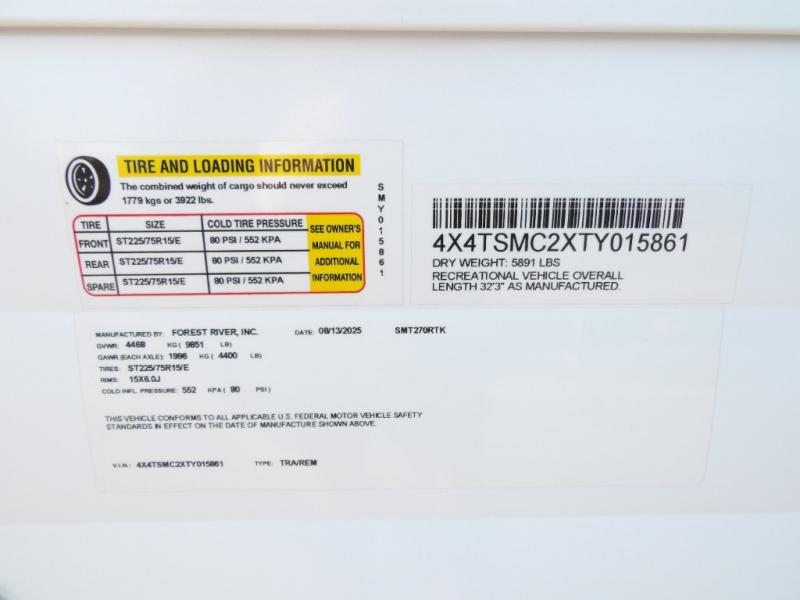 TIRE AND LOADING INFORMATION
The combined weight of cargo should never exceed
1779 kgs or 3922 lbs.
TIRE SIZE COLD TIRE PRESSURE
FRONT ST225/75R15/E 80 PSI / 552 KPA
REAR ST225/75R15/E 80 PSI / 552 KPA
SPARE ST225/75R15/E 80 PSI / 552 KPA
SEE OWNER'S
MANUAL FOR
ADDITIONAL
INFORMATION
SMY015861
4X4TSMC2XTY015861
DRY WEIGHT: 5891 LBS
RECREATIONAL VEHICLE OVERALL
LENGTH 32'3" AS MANUFACTURED.
MANUFACTURED BY: FOREST RIVER, INC. DATE: 08/13/2025 SMT270RTK
GVWR: 4468 KG ( 9851 LB)
GAWR (EACH AXLE): 1996 KG ( 4400 LB)
TIRES: ST225/75R15/E
RIMS: 15X6.0J
COLD INFL. PRESSURE: 552 KPA ( 80 PSI )
THIS VEHICLE CONFORMS TO ALL APPLICABLE U.S. FEDERAL MOTOR VEHICLE SAFETY
STANDARDS IN EFFECT ON THE DATE OF MANUFACTURE SHOWN ABOVE.
V.I.N.: 4X4TSMC2XTY015861 TYPE: TRA/REM